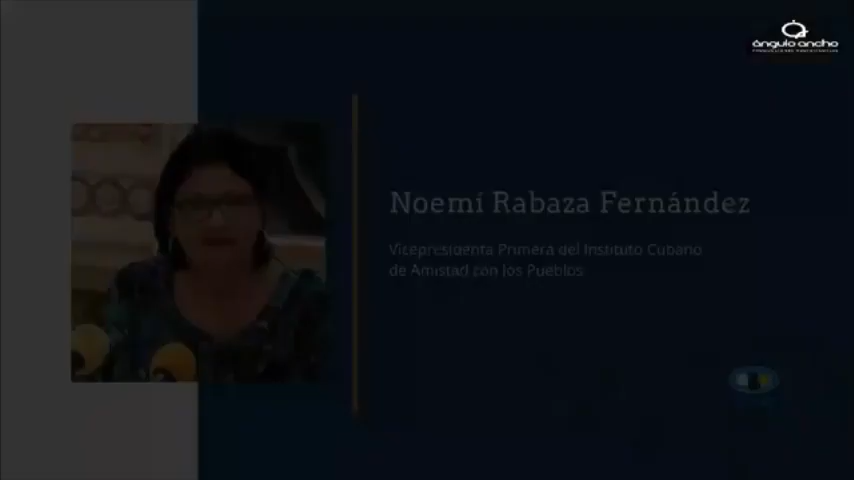 ángulo ancho
Noemí Rabaza Fernández
Vicepresidenta Primera del Instituto Cubano
de Amistad con los Pueblos